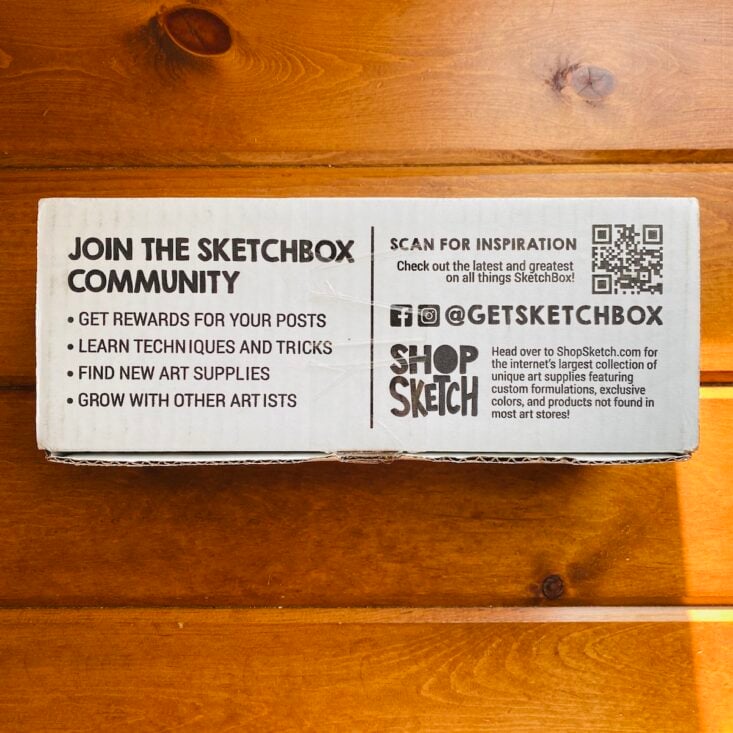 JOIN THE SKETCHBOX
COMMUNITY
• GET REWARDS FOR YOUR POSTS
• LEARN TECHNIQUES AND TRICKS
• FIND NEW ART SUPPLIES
• GROW WITH OTHER ARTISTS
SCAN FOR INSPIRATION
Check out the latest and greatest
on all things SketchBox!
@GETSKETCHBOX
SHOP
SKETCH
Head over to ShopSketch.com for
the internet's largest collection of
unique art supplies featuring
custom formulations, exclusive
colors, and products not found in
most art stores!